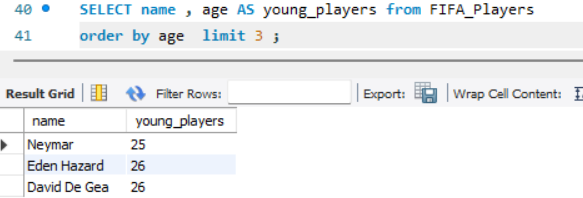 40 SELECT name , age AS young_players from FIFA_Players
41 order by age limit 3 ;
Result Grid Filter Rows: Export: Wrap Cell Content:
name young_players
Neymar 25
Eden Hazard 26
David De Gea 26